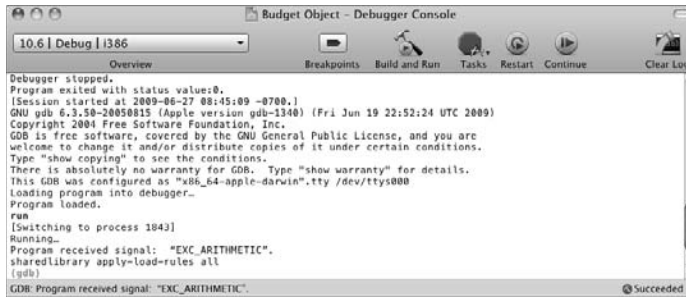 Budget Object – Debugger Console
10.6 | Debug | i386
Overview
Breakpoints
Build and Run
Tasks
Restart
Continue
Clear Lo
Debugger stopped.
Program exited with status value:0.
[Session started at 2009-06-27 08:45:09 -0700.]
GNU gdb 6.3.50-20050815 (Apple version gdb-1340) (Fri Jun 19 22:52:24 UTC 2009)
Copyright 2004 Free Software Foundation, Inc.
GDB is free software, covered by the GNU General Public License, and you are
welcome to change it and/or distribute copies of it under certain conditions.
Type "show copying" to see the conditions.
There is absolutely no warranty for GDB.  Type "show warranty" for details.
This GDB was configured as "x86_64-apple-darwin".tty /dev/ttys000
Loading program into debugger…
Program loaded.
run
[Switching to process 1843]
Running…
Program received signal:  "EXC_ARITHMETIC".
sharedlibrary apply-load-rules all
(gdb)
GDB: Program received signal: "EXC_ARITHMETIC".
Succeeded